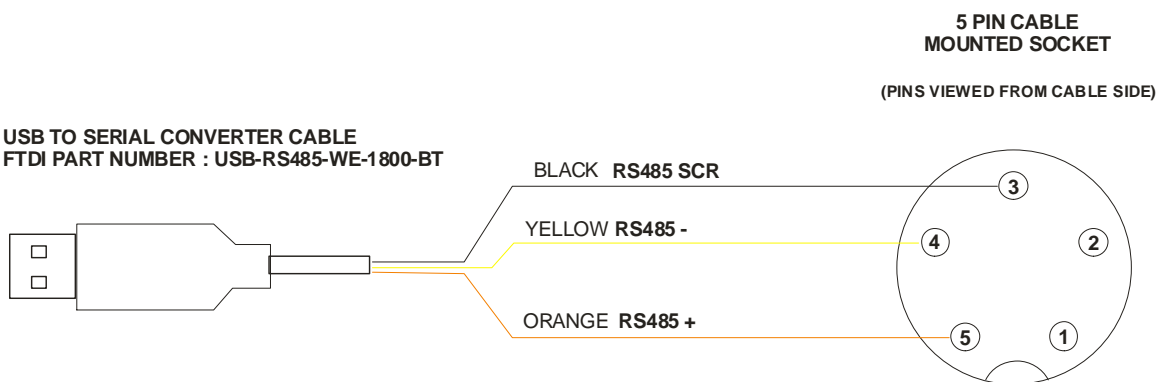 5 PIN CABLE
MOUNTED SOCKET
(PINS VIEWED FROM CABLE SIDE)
USB TO SERIAL CONVERTER CABLE
FTDI PART NUMBER : USB-RS485-WE-1800-BT
BLACK RS485 SCR
3
YELLOW RS485 -
4
2
ORANGE RS485 +
5
1